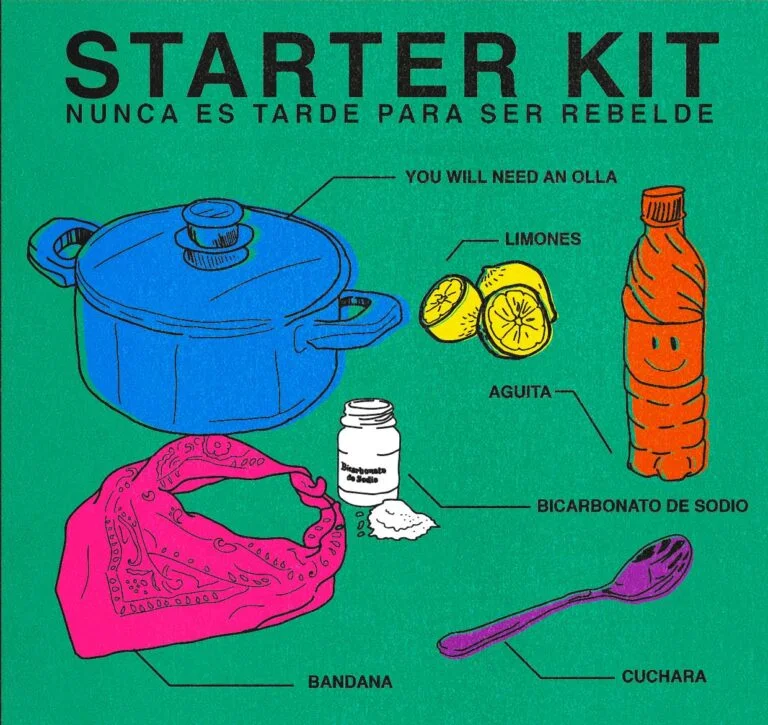 STARTER KIT
NUNCA ES TARDE PARA SER REBELDE
YOU WILL NEED AN OLLA
LIMONES
AGUITA
Bicarbonato
de Sodio
BICARBONATO DE SODIO
CUCHARA
BANDANA